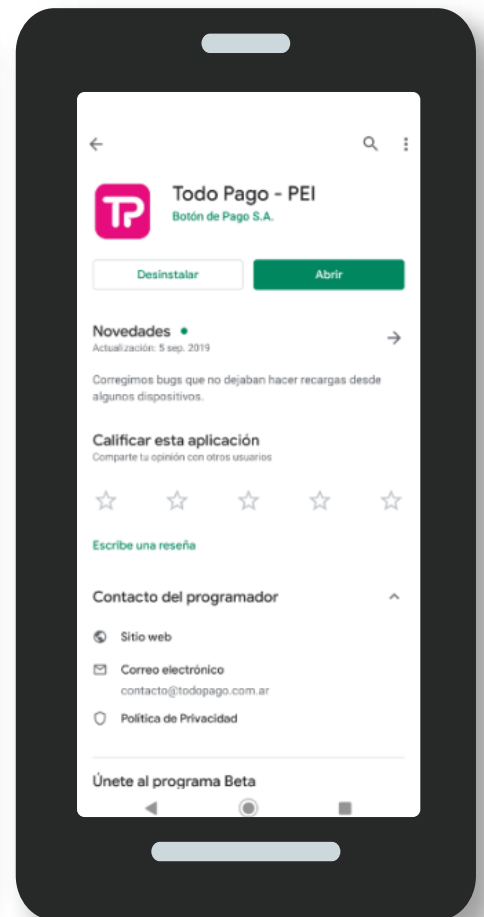 TP
Todo Pago - PEI
Botón de Pago S.A.
Desinstalar
Abrir
Novedades
Actualización: 5 sep. 2019
Corregimos bugs que no dejaban hacer recargas desde
algunos dispositivos.
Calificar esta aplicación
Comparte tu opinión con otros usuarios
Escribe una reseña
Contacto del programador
Sitio web
Correo electrónico
contacto@todopago.com.ar
Política de Privacidad
Únete al programa Beta